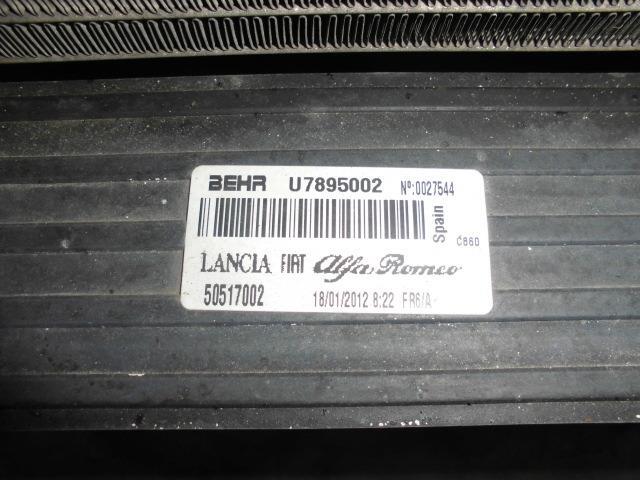 BEHR U7895002 Nº:0027544
Spain
C860
LANCIA FIAT Alfa Romeo
50517002 18/01/2012 8:22 FR6/A